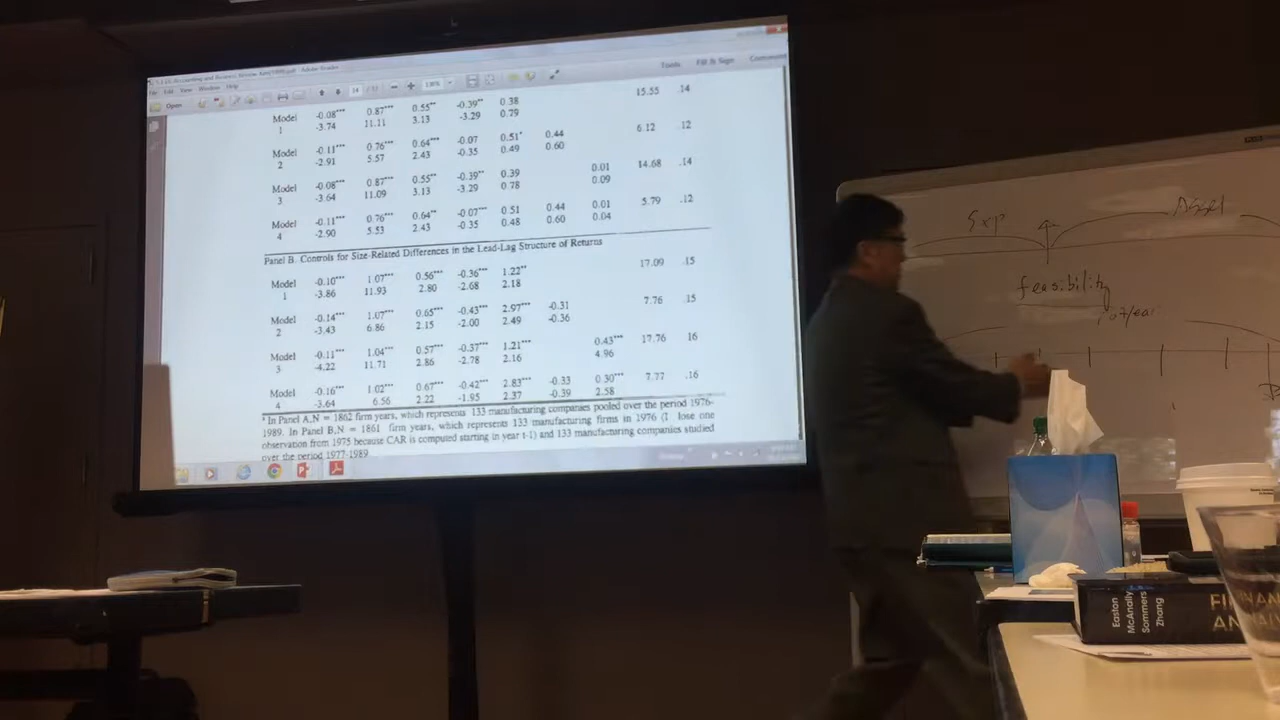 File Edit View Window Help
Open 14 136% Tools Fill & Sign Comment
Model -0.08*** 0.87*** 0.55** -0.39** 0.38 15.55 .14
1 -3.74 11.11 3.13 -3.29 0.79
Model -0.11*** 0.76*** 0.64*** -0.07 0.51* 0.44 6.12 .12
2 -2.91 5.57 2.43 -0.35 0.49 0.60
Model -0.08*** 0.87*** 0.55** -0.39** 0.39 0.01 14.68 .14
3 -3.64 11.09 3.13 -3.29 0.78 0.09
Model -0.11*** 0.76*** 0.64** -0.07*** 0.51 0.44 0.01 5.79 .12
4 -2.90 5.53 2.43 -0.35 0.48 0.60 0.04
Panel B. Controls for Size-Related Differences in the Lead-Lag Structure of Returns
Model -0.10*** 1.07*** 0.56*** -0.36*** 1.22** 17.09 .15
1 -3.86 11.93 2.80 -2.68 2.18
Model -0.14*** 1.07*** 0.65*** -0.43*** 2.97*** -0.31 7.76 .15
2 -3.43 6.86 2.15 -2.00 2.49 -0.36
Model -0.11*** 1.04*** 0.57*** -0.37*** 1.21*** 0.43*** 17.76 16
3 -4.22 11.71 2.86 -2.78 2.16 4.96
Model -0.16*** 1.02*** 0.67*** -0.42*** 2.83*** -0.33 0.30*** 7.77 .16
4 -3.64 6.56 2.22 -1.95 2.37 -0.39 2.58
* In Panel A,N = 1862 firm years, which represents 133 manufacturing companies pooled over the period 1976-
1989. In Panel B,N = 1861 firm years, which represents 133 manufacturing firms in 1976 (I lose one
observation from 1975 because CAR is computed starting in year t-1) and 133 manufacturing companies studied
over the period 1977-1989
Exp
feasibility
Easton
McAnally
Sommers
Zhang